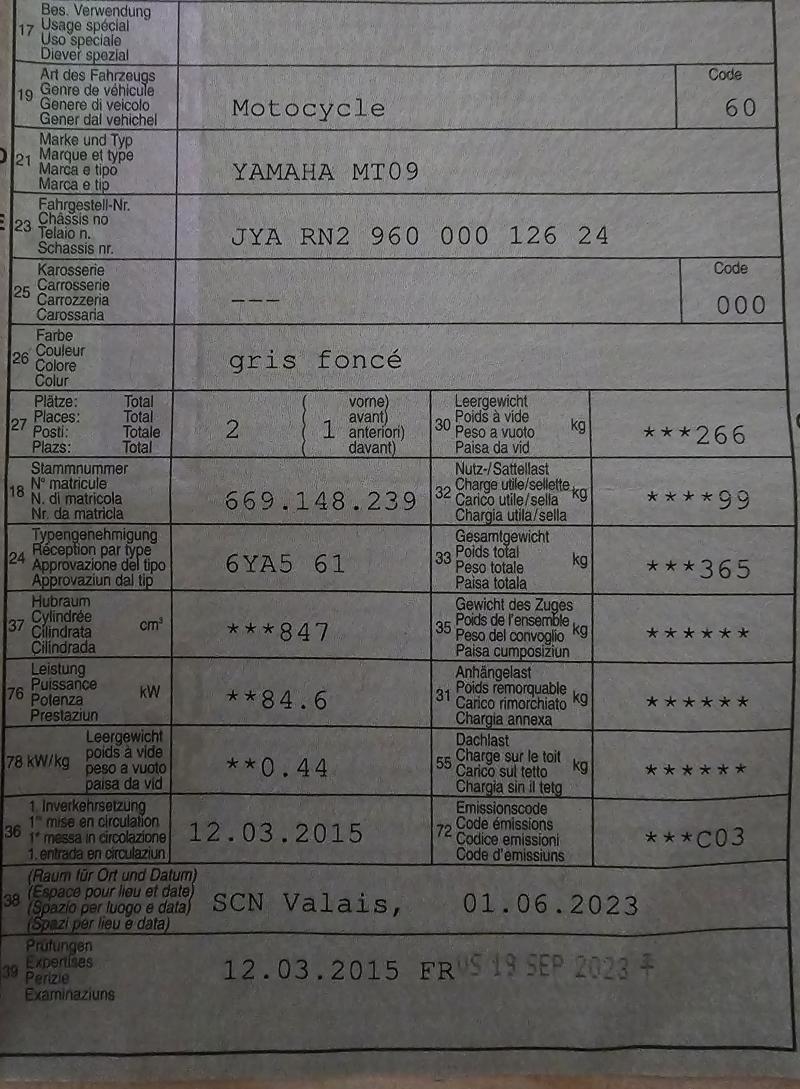 17 Bes. Verwendung
Usage spécial
Uso speciale
Diever spezial
19 Art des Fahrzeugs
Genre de véhicule
Genere di veicolo
Gener dal vehichel
Motocycle
Code
60
21 Marke und Typ
Marque et type
Marca e tipo
Marca e tip
YAMAHA MT09
23 Fahrgestell-Nr.
Châssis no
Telaio n.
Schassis nr.
JYA RN2 960 000 126 24
25 Karosserie
Carrosserie
Carrozzeria
Carossaria
---
Code
000
26 Farbe
Couleur
Colore
Colur
gris foncé
27 Plätze: Total
Places: Total
Posti: Totale
Plazs: Total
2
( 1 vorne)
avant)
anteriori)
davant)
30 Leergewicht
Poids à vide
Peso a vuoto
Paisa da vid
kg
***266
18 Stammnummer
N° matricule
N. di matricola
Nr. da matricla
669.148.239
32 Nutz-/Sattellast
Charge utile/sellette
Carico utile/sella
Chargia utila/sella
kg
****99
24 Typengenehmigung
Réception par type
Approvazione del tipo
Approvaziun dal tip
6YA5 61
33 Gesamtgewicht
Poids total
Peso totale
Paisa totala
kg
***365
37 Hubraum
Cylindrée
Cilindrata
Cilindrada
cm³
***847
35 Gewicht des Zuges
Poids de l'ensemble
Peso del convoglio
Paisa cumposiziun
kg
******
76 Leistung
Puissance
Potenza
Prestaziun
kW
**84.6
31 Anhängelast
Poids remorquable
Carico rimorchiato
Chargia annexa
kg
******
78 kW/kg
Leergewicht
poids à vide
peso a vuoto
paisa da vid
**0.44
55 Dachlast
Charge sur le toit
Carico sul tetto
Chargia sin il tetg
kg
******
36 1. Inverkehrsetzung
1re mise en circulation
1a messa in circolazione
1. entrada en circulaziun
12.03.2015
72 Emissionscode
Code émissions
Codice emissioni
Code d'emissiuns
***C03
38 (Raum für Ort und Datum)
(Espace pour lieu et date)
(Spazio per luogo e data)
(Spazi per lieu e data)
SCN Valais, 01.06.2023
39 Prüfungen
Expertises
Perizie
Examinaziuns
12.03.2015 FR
VS 19 SEP 2023